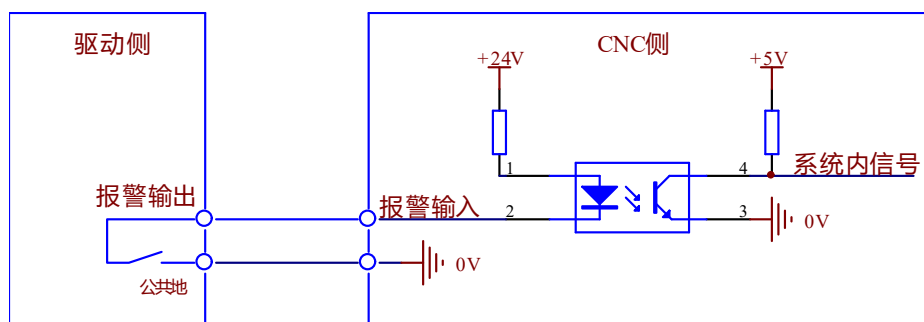 驱动侧
CNC侧
+24V
+5V
1
4
系统内信号
报警输出
报警输入
2
3
0V
公共地
0V